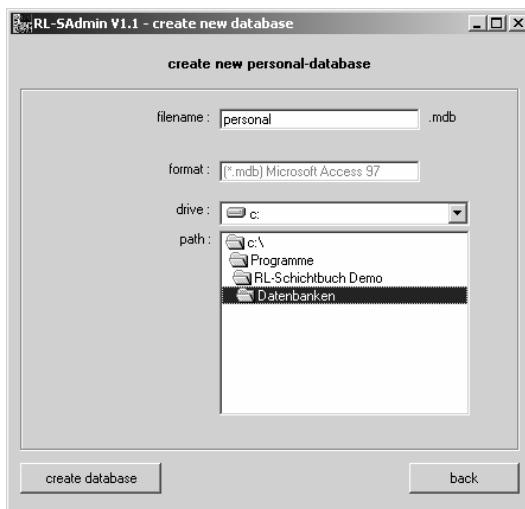 RL-SAdmin V1.1 - create new database
create new personal-database
filename : personal .mdb
format : (*.mdb) Microsoft Access 97
drive : c:
path : c:\
Programme
RL-Schichtbuch Demo
Datenbanken
create database back